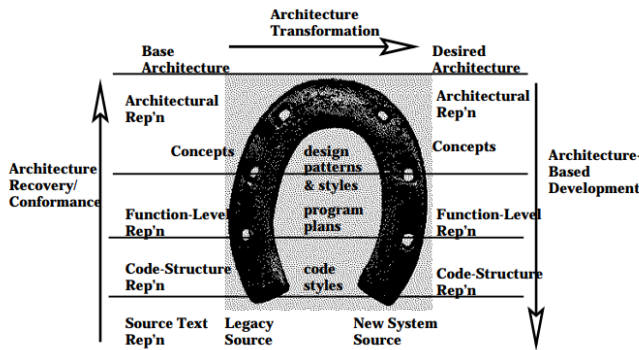 Architecture
Transformation
Base
Architecture
Desired
Architecture
Architectural
Rep'n
Architectural
Rep'n
Concepts
design
patterns
& styles
Concepts
Architecture
Recovery/
Conformance
Architecture-
Based
Development
Function-Level
Rep'n
program
plans
Function-Level
Rep'n
Code-Structure
Rep'n
code
styles
Code-Structure
Rep'n
Source Text
Rep'n
Legacy
Source
New System
Source